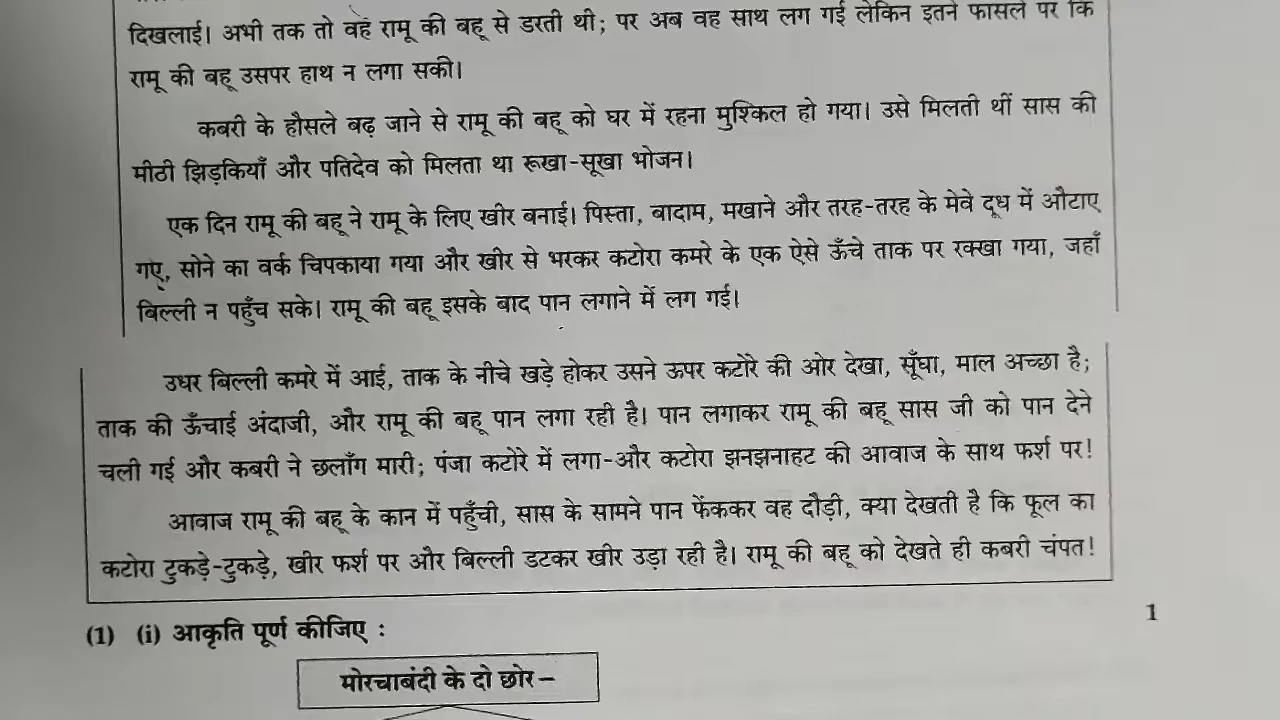 दिखलाई। अभी तक तो वह रामू की बहू से डरती थी; पर अब वह साथ लग गई लेकिन इतने फासले पर कि
रामू की बहू उसपर हाथ न लगा सकी।
कबरी के हौसले बढ़ जाने से रामू की बहू को घर में रहना मुश्किल हो गया। उसे मिलती थीं सास की
मीठी झिड़कियाँ और पतिदेव को मिलता था रूखा-सूखा भोजन।
एक दिन रामू की बहू ने रामू के लिए खीर बनाई। पिस्ता, बादाम, मखाने और तरह-तरह के मेवे दूध में औटाए
गए, सोने का वर्क चिपकाया गया और खीर से भरकर कटोरा कमरे के एक ऐसे ऊँचे ताक पर रक्खा गया, जहाँ
बिल्ली न पहुँच सके। रामू की बहू इसके बाद पान लगाने में लग गई।
उधर बिल्ली कमरे में आई, ताक के नीचे खड़े होकर उसने ऊपर कटोरे की ओर देखा, सूँघा, माल अच्छा है;
ताक की ऊँचाई अंदाजी, और रामू की बहू पान लगा रही है। पान लगाकर रामू की बहू सास जी को पान देने
चली गई और कबरी ने छलाँग मारी; पंजा कटोरे में लगा-और कटोरा झनझनाहट की आवाज के साथ फर्श पर!
आवाज रामू की बहू के कान में पहुँची, सास के सामने पान फेंककर वह दौड़ी, क्या देखती है कि फूल का
कटोरा टुकड़े-टुकड़े, खीर फर्श पर और बिल्ली डटकर खीर उड़ा रही है। रामू की बहू को देखते ही कबरी चंपत!
(1) (i) आकृति पूर्ण कीजिए : 1
मोरचाबंदी के दो छोर–